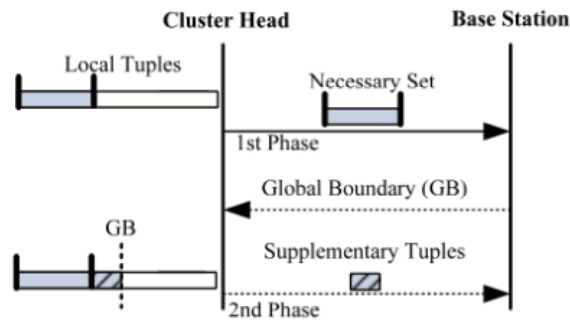 Cluster Head
Base Station
Local Tuples
Necessary Set
1st Phase
Global Boundary (GB)
GB
Supplementary Tuples
2nd Phase